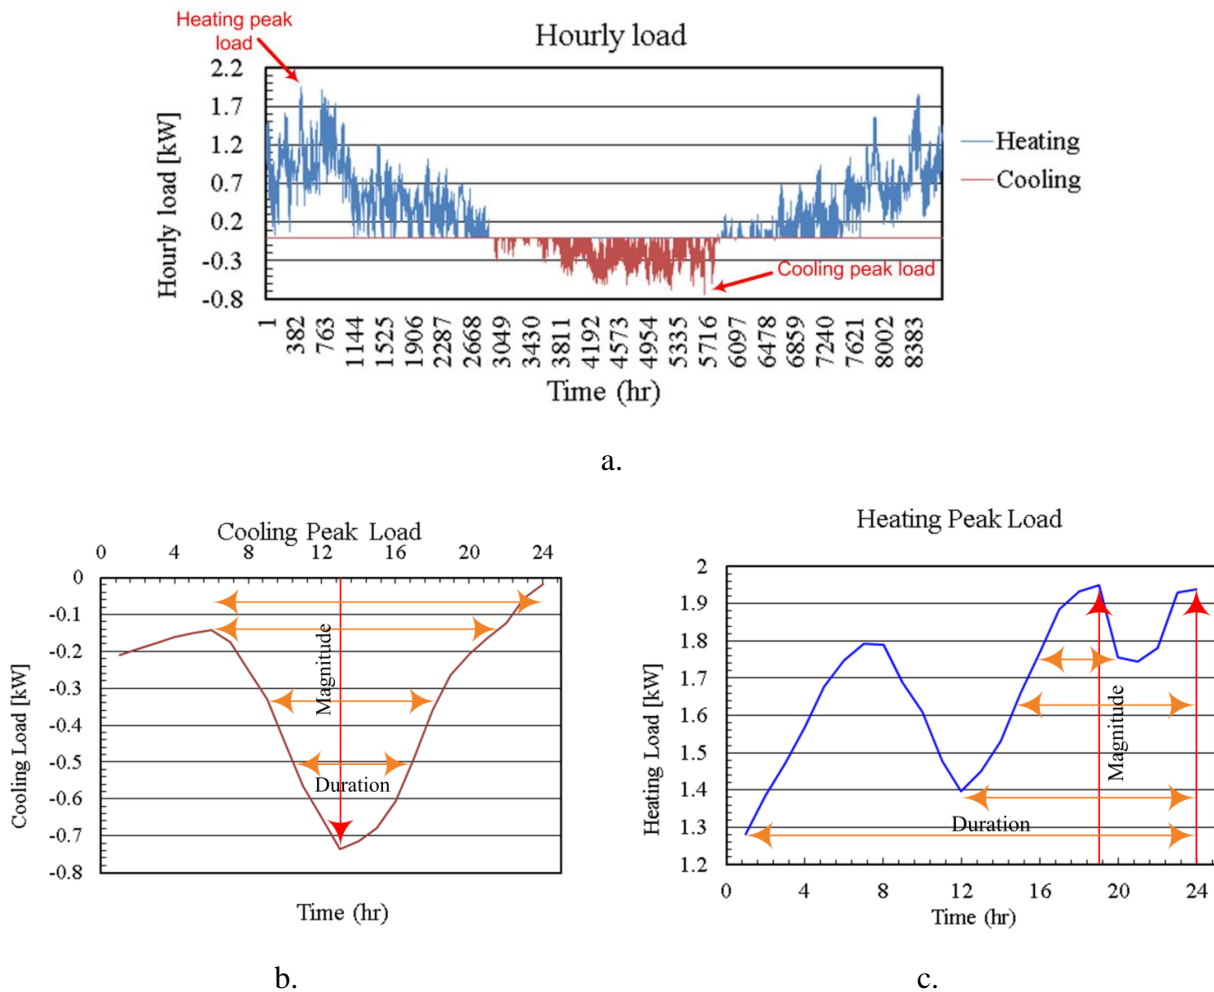 Heating peak
load
Hourly load
Hourly load [kW]
2.2
1.7
1.2
0.7
0.2
-0.3
-0.8
Heating
Cooling
Cooling peak load
1 382 763 1144 1525 1906 2287 2668 3049 3430 3811 4192 4573 4954 5335 5716 6097 6478 6859 7240 7621 8002 8383
Time (hr)
a.
Cooling Peak Load
0 4 8 12 16 20 24
0
-0.1
-0.2
-0.3
-0.4
-0.5
-0.6
-0.7
-0.8
Cooling Load [kW]
Magnitude
Duration
Time (hr)
b.
Heating Peak Load
2
1.9
1.8
1.7
1.6
1.5
1.4
1.3
1.2
Heating Load [kW]
Magnitude
Duration
0 4 8 12 16 20 24
Time (hr)
c.